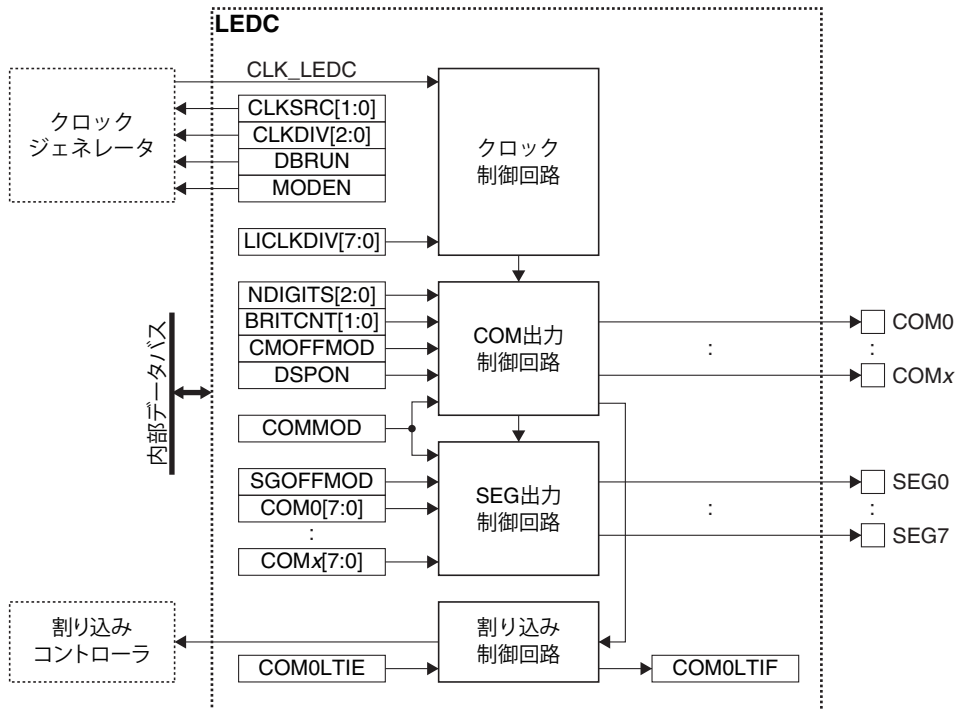 LEDC
CLK_LEDC
クロック
ジェネレータ
CLKSRC[1:0]
CLKDIV[2:0]
DBRUN
MODEN
クロック
制御回路
LICLKDIV[7:0]
NDIGITS[2:0]
BRITCNT[1:0]
CMOFFMOD
DSPON
COM出力
制御回路
COM0
:
:
COMx
内部データバス
COMMOD
SGOFFMOD
COM0[7:0]
:
COMx[7:0]
SEG出力
制御回路
SEG0
:
:
SEG7
割り込み
コントローラ
割り込み
制御回路
COM0LTIE
COM0LTIF